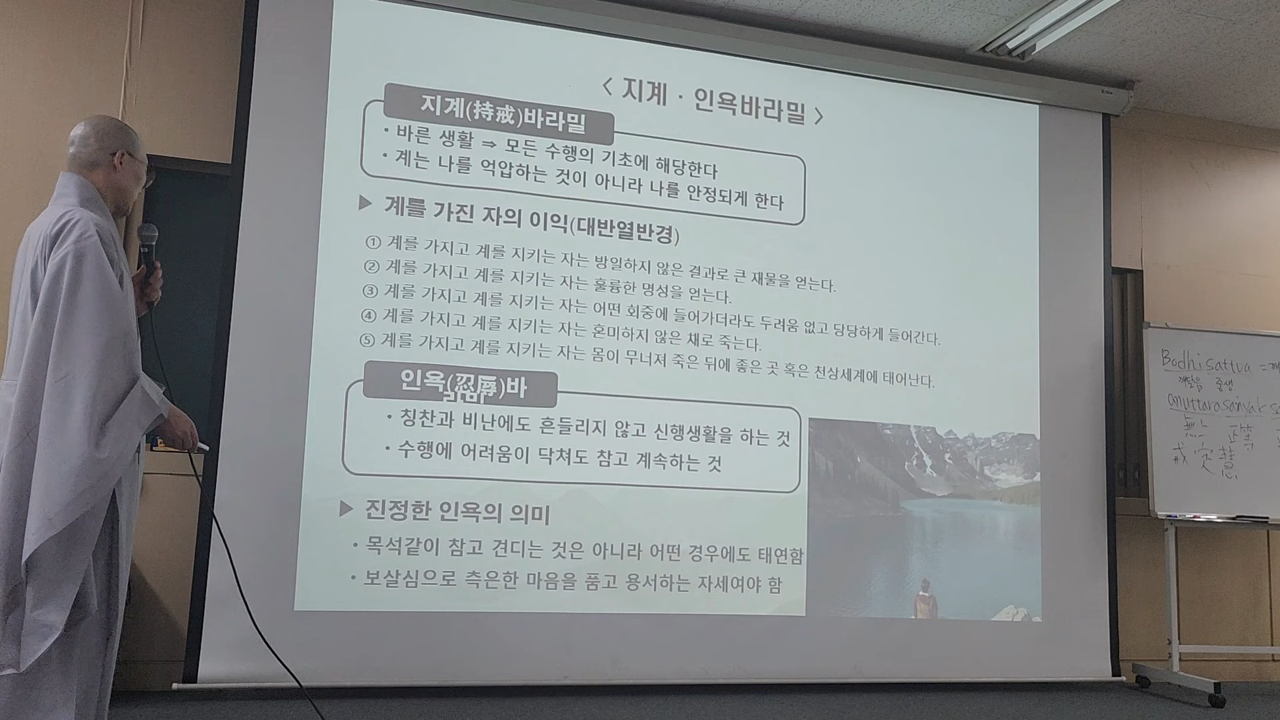 < 지계 · 인욕바라밀 >
지계(持戒)바라밀
• 바른 생활 ⇒ 모든 수행의 기초에 해당한다
• 계는 나를 억압하는 것이 아니라 나를 안정되게 한다
▶ 계를 가진 자의 이익(대반열반경)
① 계를 가지고 계를 지키는 자는 방일하지 않은 결과로 큰 재물을 얻는다.
② 계를 가지고 계를 지키는 자는 훌륭한 명성을 얻는다.
③ 계를 가지고 계를 지키는 자는 어떤 회중에 들어가더라도 두려움 없고 당당하게 들어간다.
④ 계를 가지고 계를 지키는 자는 혼미하지 않은 채로 죽는다.
⑤ 계를 가지고 계를 지키는 자는 몸이 무너져 죽은 뒤에 좋은 곳 혹은 천상세계에 태어난다.
인욕(忍辱)바
• 칭찬과 비난에도 흔들리지 않고 신행생활을 하는 것
• 수행에 어려움이 닥쳐도 참고 계속하는 것
▶ 진정한 인욕의 의미
• 목석같이 참고 견디는 것은 아니라 어떤 경우에도 태연함
• 보살심으로 측은한 마음을 품고 용서하는 자세여야 함
Bodhisattva =
깨달음 중생
無上 正等
戒定慧